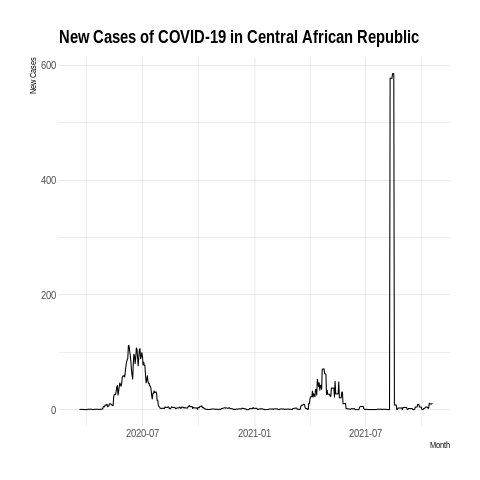 New Cases of COVID-19 in Central African Republic
New Cases
600
400
200
0
2020-07
2021-01
2021-07
Month